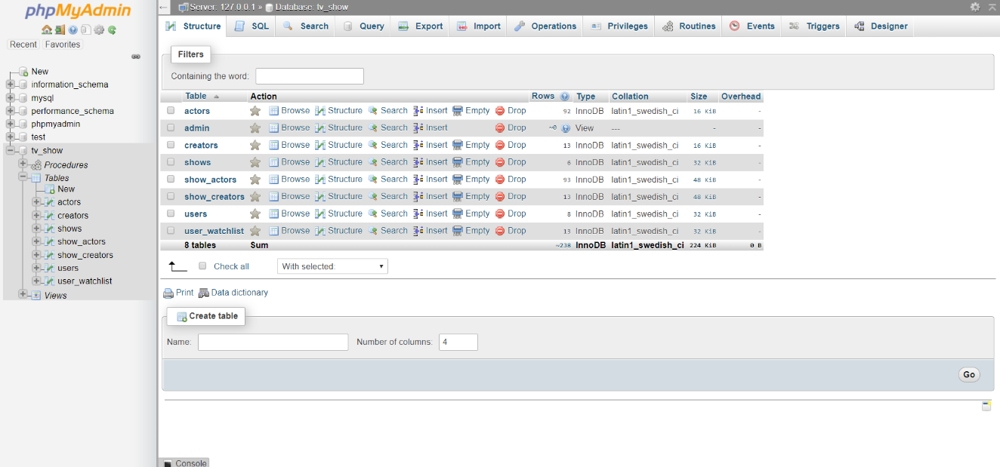 phpMyAdmin
Recent Favorites
New
information_schema
mysql
performance_schema
phpmyadmin
test
tv_show
Procedures
Tables
New
actors
creators
shows
show_actors
show_creators
users
user_watchlist
Views
← Server: 127.0.0.1 » Database: tv_show
Structure SQL Search Query Export Import Operations Privileges Routines Events Triggers Designer
Filters
Containing the word:
Table Action Rows Type Collation Size Overhead
actors Browse Structure Search Insert Empty Drop 92 InnoDB latin1_swedish_ci 16 KiB -
admin Browse Structure Search Insert Drop ~0 View --- - -
creators Browse Structure Search Insert Empty Drop 13 InnoDB latin1_swedish_ci 16 KiB -
shows Browse Structure Search Insert Empty Drop 6 InnoDB latin1_swedish_ci 32 KiB -
show_actors Browse Structure Search Insert Empty Drop 93 InnoDB latin1_swedish_ci 48 KiB -
show_creators Browse Structure Search Insert Empty Drop 13 InnoDB latin1_swedish_ci 48 KiB -
users Browse Structure Search Insert Empty Drop 8 InnoDB latin1_swedish_ci 32 KiB -
user_watchlist Browse Structure Search Insert Empty Drop 13 InnoDB latin1_swedish_ci 32 KiB -
8 tables Sum ~238 InnoDB latin1_swedish_ci 224 KiB 0 B
Check all With selected:
Print Data dictionary
Create table
Name: Number of columns: 4
Go
Console